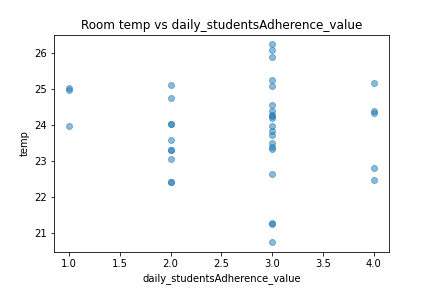 Room temp vs daily_studentsAdherence_value
temp
26
25
24
23
22
21
1.0 1.5 2.0 2.5 3.0 3.5 4.0
daily_studentsAdherence_value